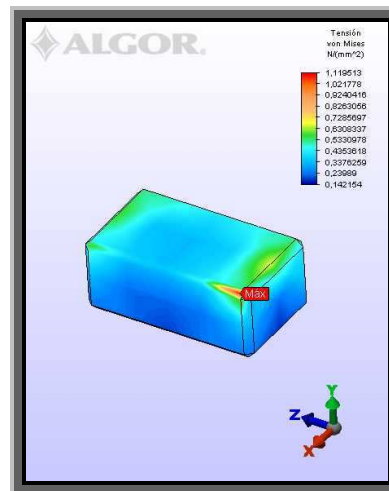 ALGOR.
Tensión
von Mises
N/(mm^2)
1,119513
1,021778
0,9240416
0,8263056
0,7285697
0,6308337
0,5330978
0,4353618
0,3376259
0,23989
0,142154
Máx
Y
Z
X